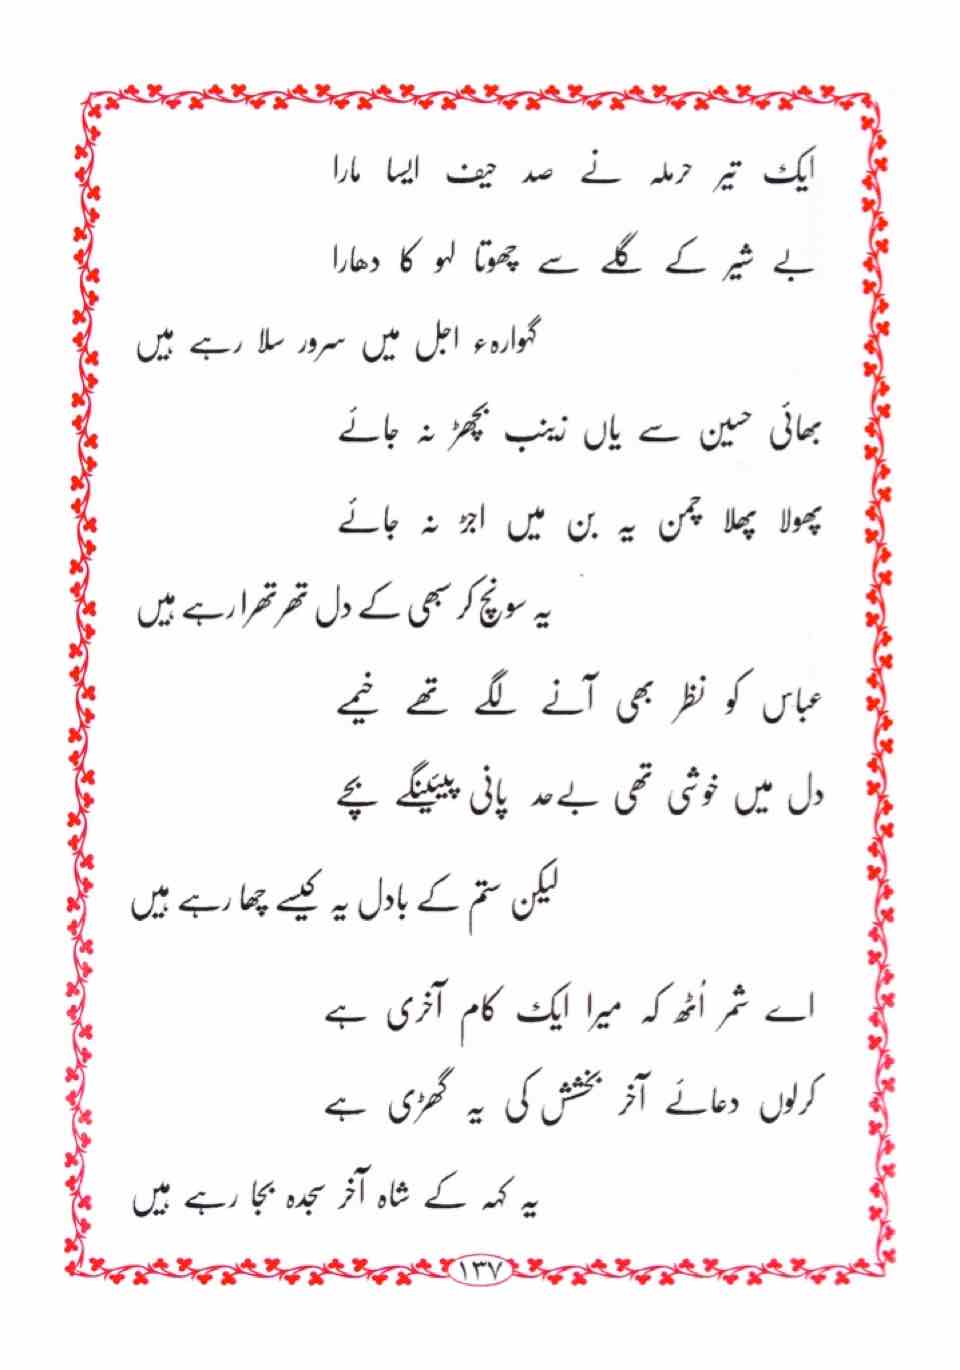 ایک تیر حرملہ نے صد حیف ایسا مارا
بے شیر کے گلے سے چھوتا لہو کا دھارا
گہوارہء اجل میں سرور سلا رہے ہیں
بھائی حسین سے یاں زینب بچھڑ نہ جائے
پھولا پھلا چمن یہ بن میں اجڑ نہ جائے
یہ سونچ کر سبھی کے دل تھرتھرا رہے ہیں
عباس کو نظر بھی آنے لگے تھے خیمے
دل میں خوشی تھی بےحد پانی پیئینگے بچے
لیکن ستم کے بادل یہ کیسے چھا رہے ہیں
اے شمر اُٹھ کہ میرا ایک کام آخری ہے
کرلوں دعائے آخر بخشش کی یہ گھڑی ہے
یہ کہہ کے شاہ آخر سجدہ بجا رہے ہیں
۱۳۷